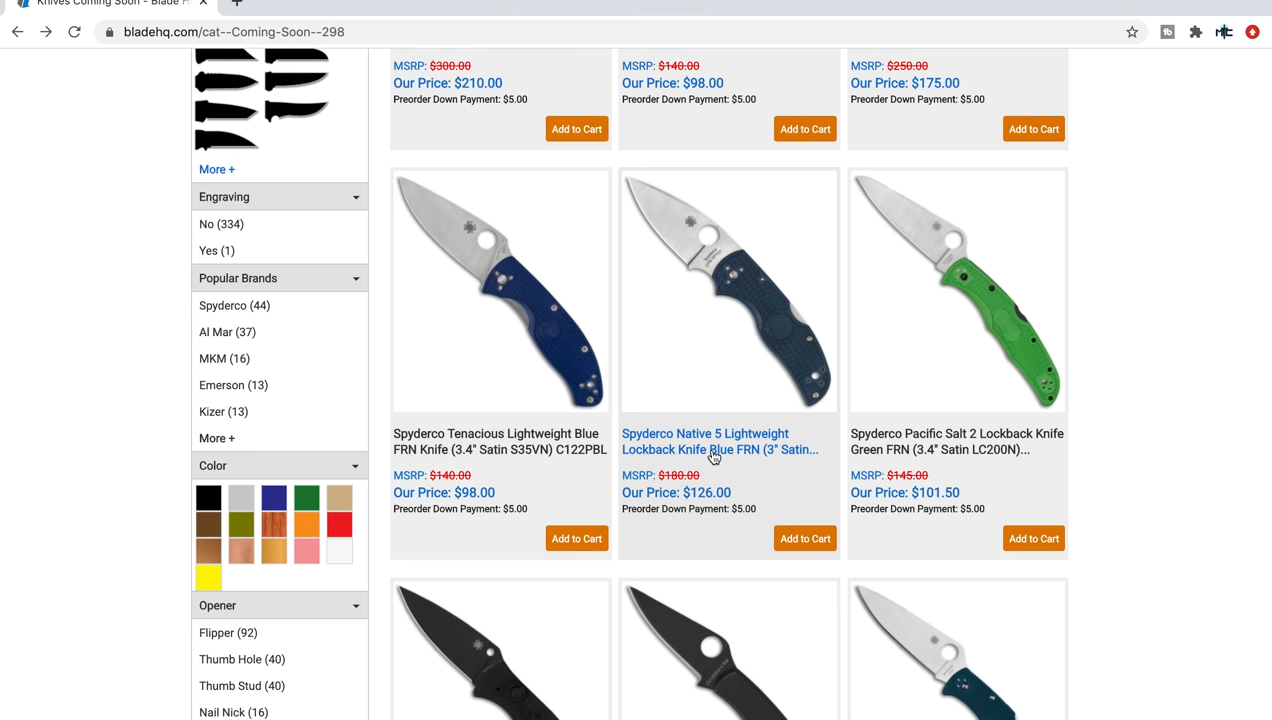 Knives Coming Soon - Blade H
bladehq.com/cat--Coming-Soon--298
MSRP: $300.00
Our Price: $210.00
Preorder Down Payment: $5.00
Add to Cart
MSRP: $140.00
Our Price: $98.00
Preorder Down Payment: $5.00
Add to Cart
MSRP: $250.00
Our Price: $175.00
Preorder Down Payment: $5.00
Add to Cart
More +
Engraving
No (334)
Yes (1)
Popular Brands
Spyderco (44)
Al Mar (37)
MKM (16)
Emerson (13)
Kizer (13)
More +
Color
Opener
Flipper (92)
Thumb Hole (40)
Thumb Stud (40)
Nail Nick (16)
Spyderco Tenacious Lightweight Blue
FRN Knife (3.4" Satin S35VN) C122PBL
MSRP: $140.00
Our Price: $98.00
Preorder Down Payment: $5.00
Add to Cart
Spyderco Native 5 Lightweight
Lockback Knife Blue FRN (3" Satin...
MSRP: $180.00
Our Price: $126.00
Preorder Down Payment: $5.00
Add to Cart
Spyderco Pacific Salt 2 Lockback Knife
Green FRN (3.4" Satin LC200N)...
MSRP: $145.00
Our Price: $101.50
Preorder Down Payment: $5.00
Add to Cart